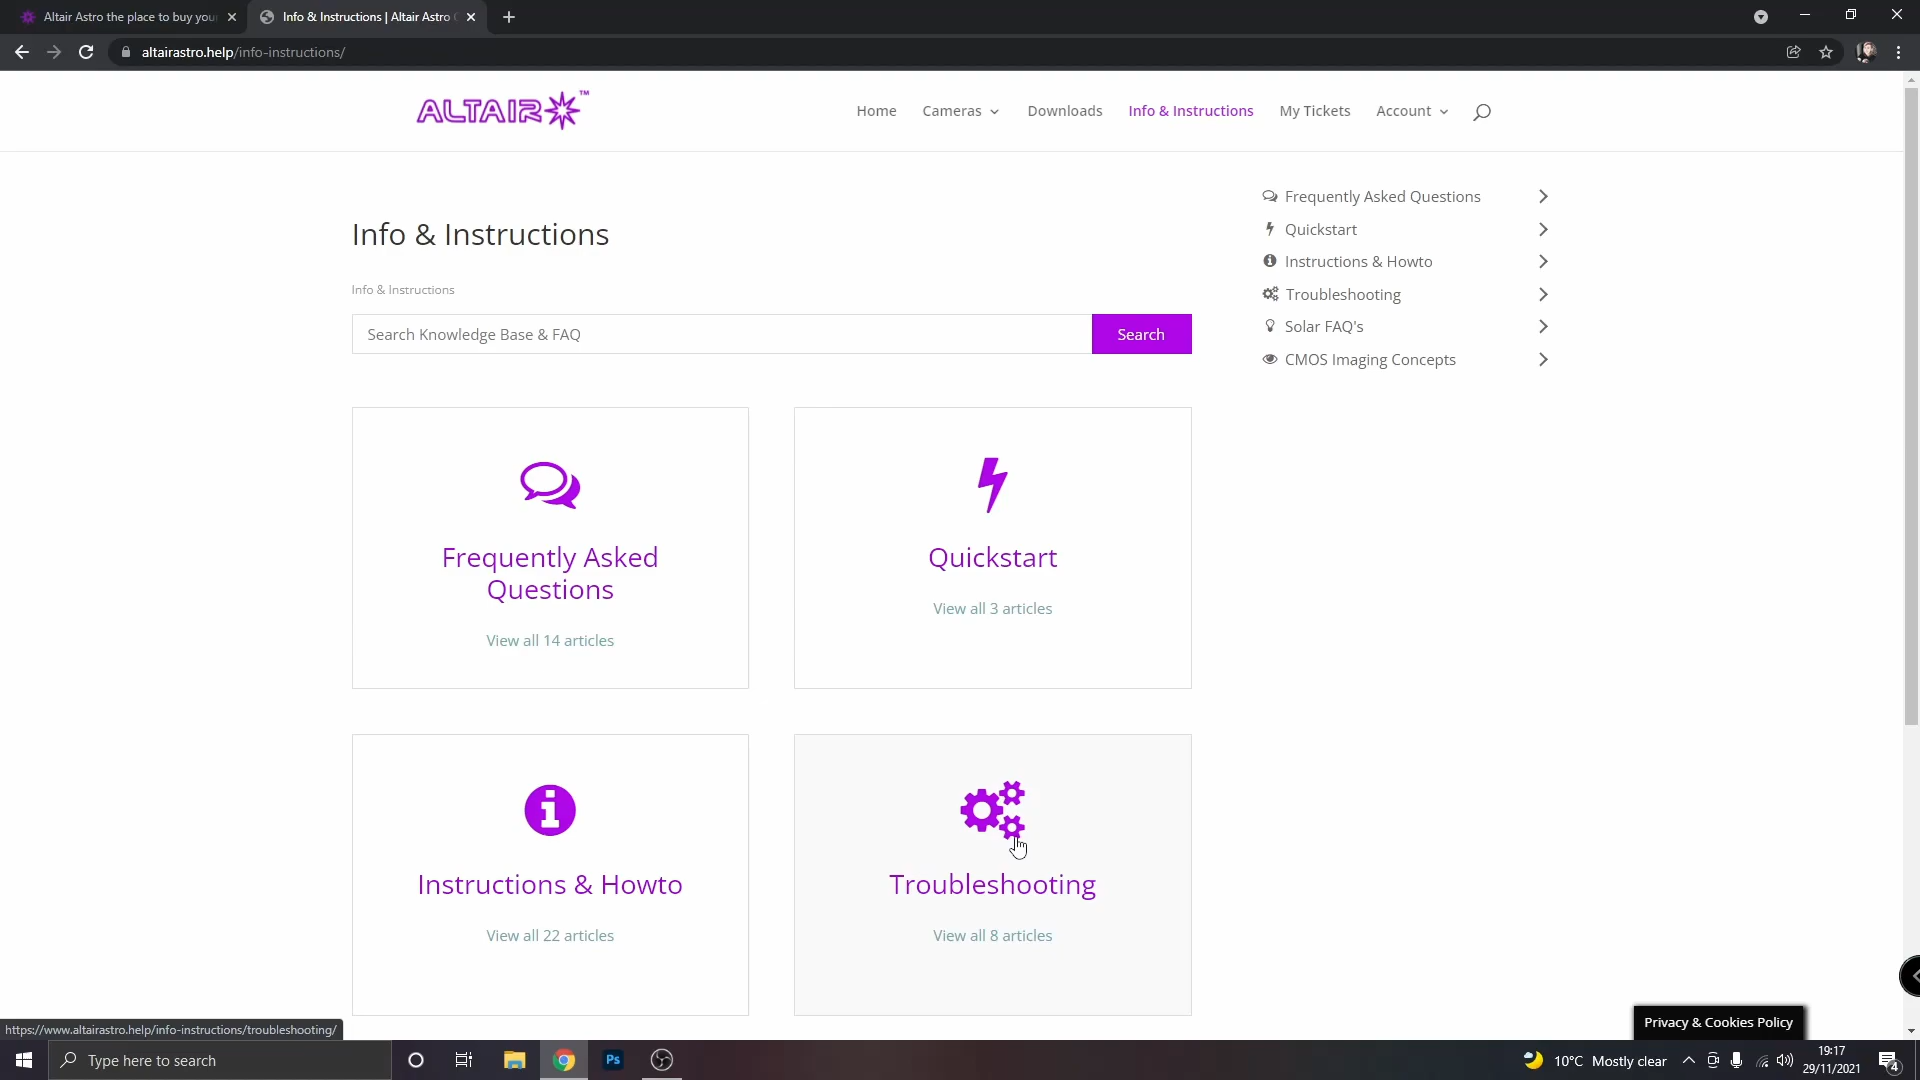 Altair Astro the place to buy your
Info & Instructions | Altair Astro
altairastro.help/info-instructions/
ALTAIR™
Home
Cameras
Downloads
Info & Instructions
My Tickets
Account
Info & Instructions
Info & Instructions
Search Knowledge Base & FAQ
Search
Frequently Asked Questions
Quickstart
Instructions & Howto
Troubleshooting
Solar FAQ's
CMOS Imaging Concepts
Frequently Asked
Questions
View all 14 articles
Quickstart
View all 3 articles
Instructions & Howto
View all 22 articles
Troubleshooting
View all 8 articles
https://www.altairastro.help/info-instructions/troubleshooting/
Privacy & Cookies Policy
Type here to search
Ps
10°C Mostly clear
19:17
29/11/2021
4